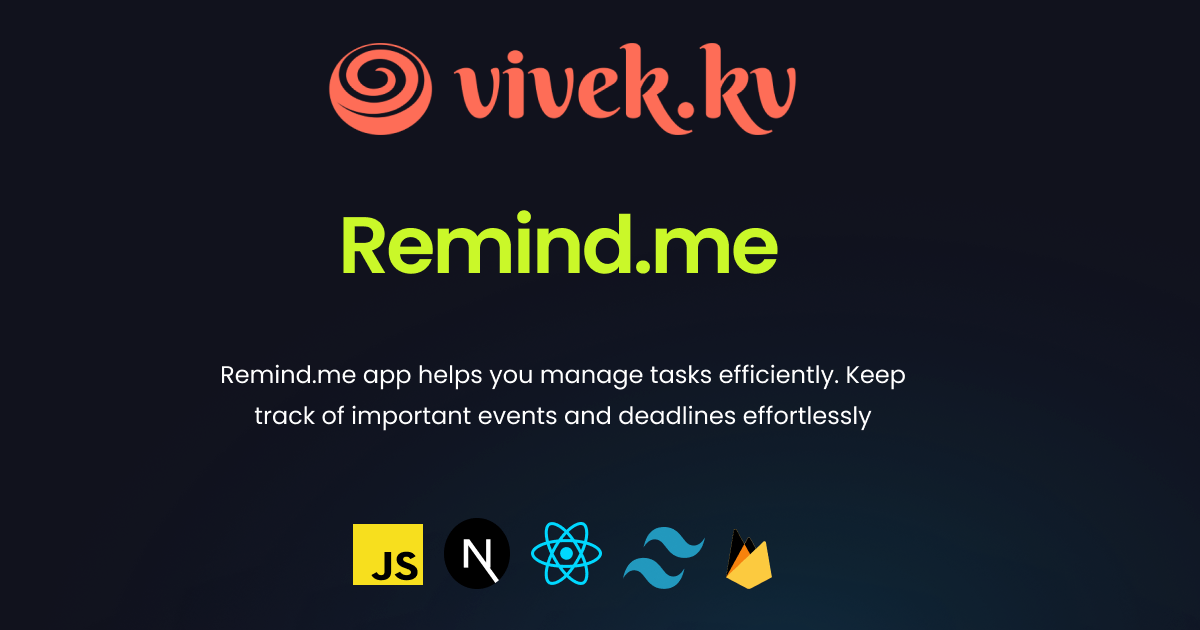 vivek.kv
Remind.me
Remind.me app helps you manage tasks efficiently. Keep
track of important events and deadlines effortlessly
JS N